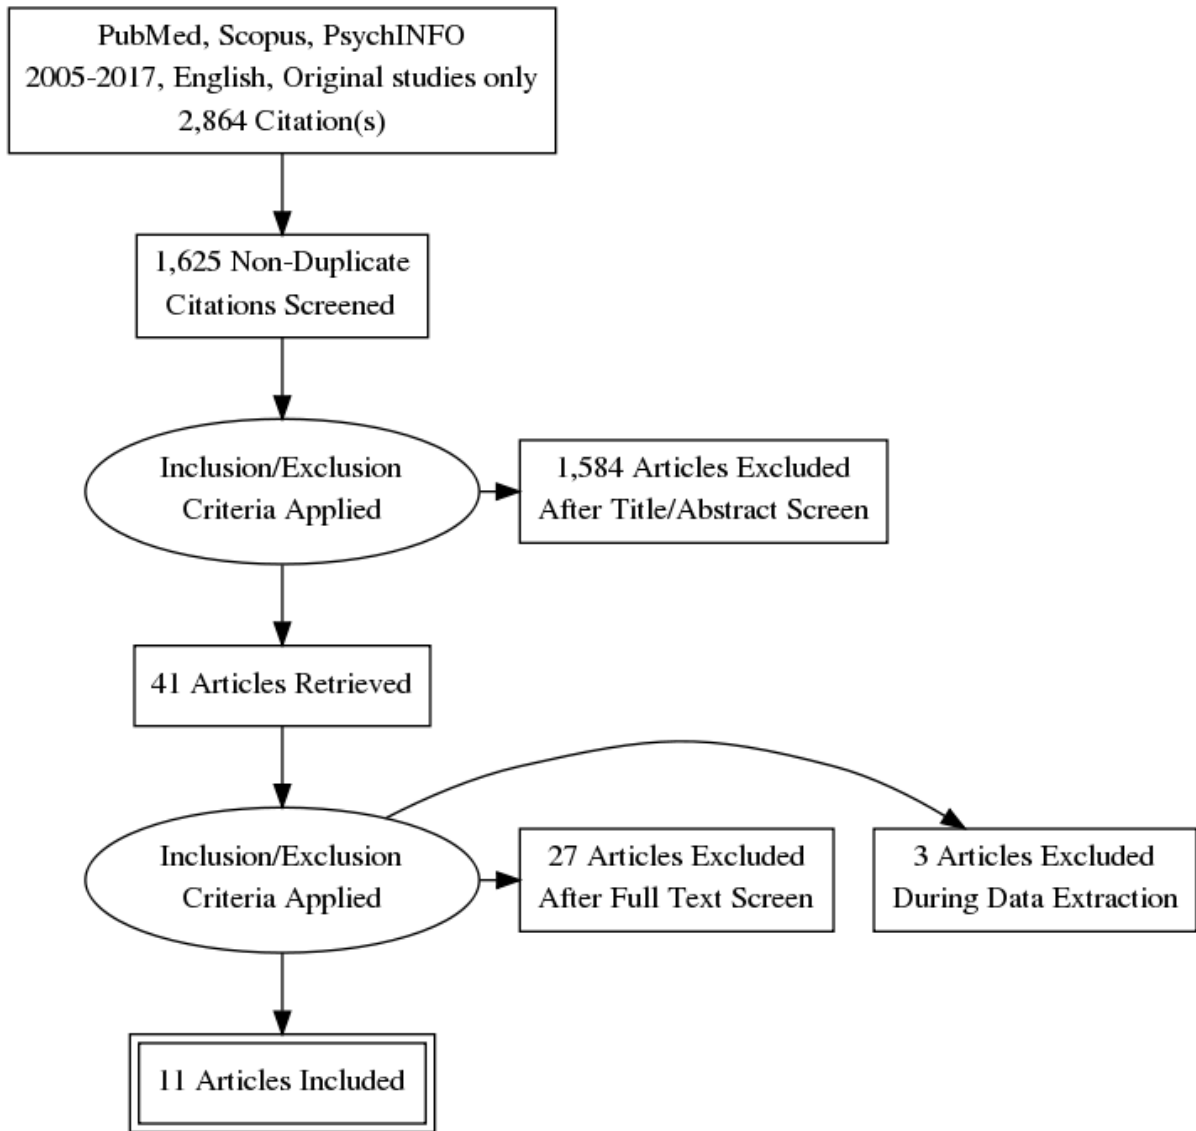 PubMed, Scopus, PsychINFO
2005-2017, English, Original studies only
2,864 Citation(s)
1,625 Non-Duplicate
Citations Screened
Inclusion/Exclusion
Criteria Applied
1,584 Articles Excluded
After Title/Abstract Screen
41 Articles Retrieved
Inclusion/Exclusion
Criteria Applied
27 Articles Excluded
After Full Text Screen
3 Articles Excluded
During Data Extraction
11 Articles Included